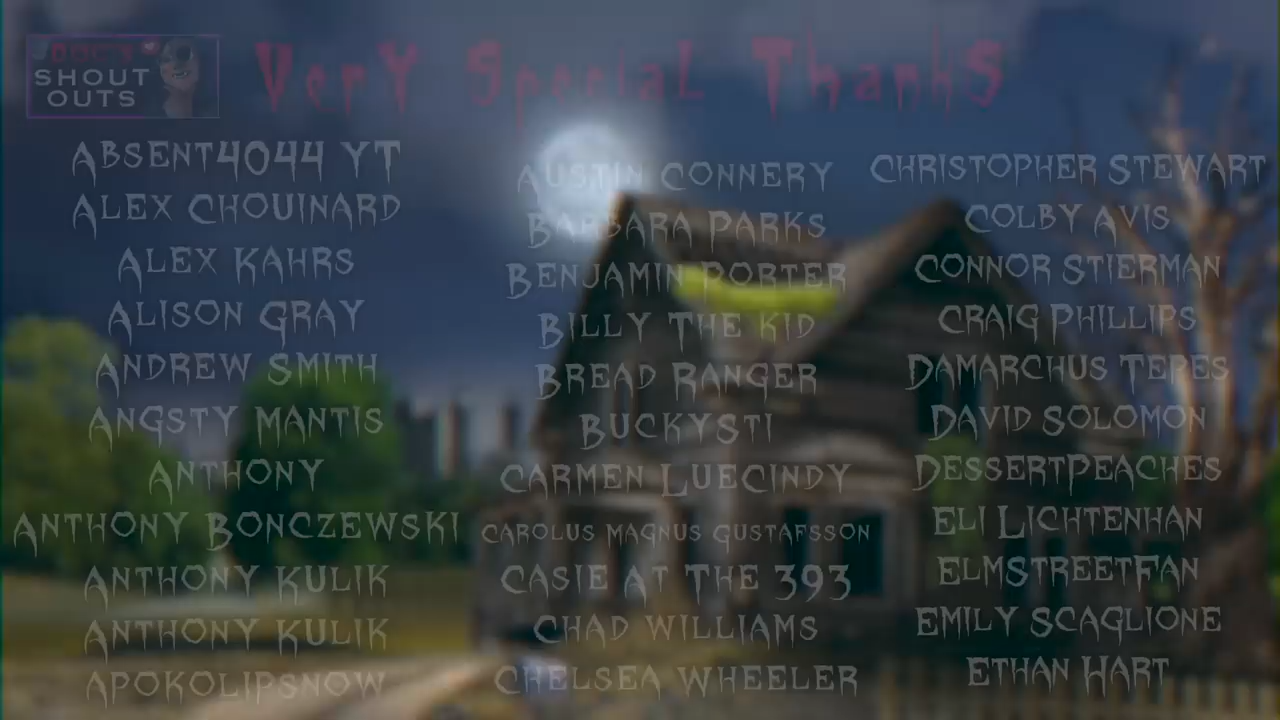 DOC'S
SHOUT
OUTS
Very Special Thanks
Absent4044 YT
Alex Chouinard
Alex Kahrs
Alison Gray
Andrew Smith
Angsty Mantis
Anthony
Anthony Bonczewski
Anthony Kulik
Anthony Kulik
Apokolipsnow
Austin Connery
Barbara Parks
Benjamin Porter
Billy The Kid
Bread Ranger
Buckysti
Carmen Luecindy
Carolus Magnus Gustafsson
Casie At The 393
Chad Williams
Chelsea Wheeler
Christopher Stewart
Colby Avis
Connor Stierman
Craig Phillips
Damarchus Tepes
David Solomon
DessertPeaches
Eli Lichtenhan
ElmStreetFan
Emily Scaglione
Ethan Hart